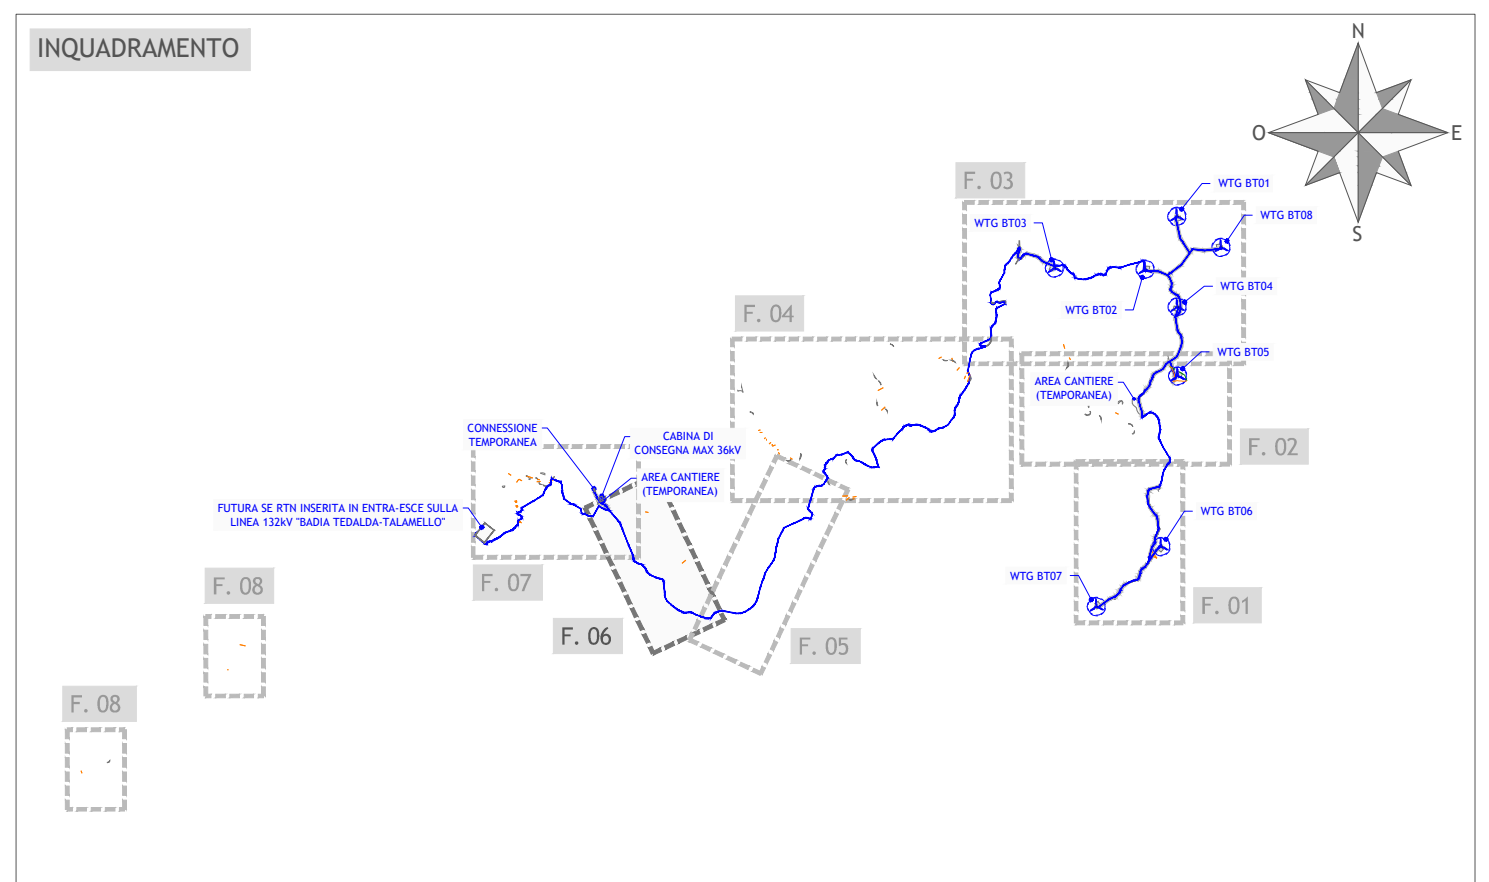 INQUADRAMENTO
N
O
E
S
F. 03
WTG BT01
WTG BT03
WTG BT08
WTG BT04
WTG BT02
F. 04
WTG BT05
AREA CANTIERE
(TEMPORANEA)
F. 02
CONNESSIONE
TEMPORANEA
CABINA DI
CONSEGNA MAX 36kV
AREA CANTIERE
(TEMPORANEA)
FUTURA SE RTN INSERITA IN ENTRA-ESCE SULLA
LINEA 132kV "BADIA TEDALDA-TALAMELLO"
WTG BT06
WTG BT07
F. 07
F. 08
F. 01
F. 06
F. 05
F. 08